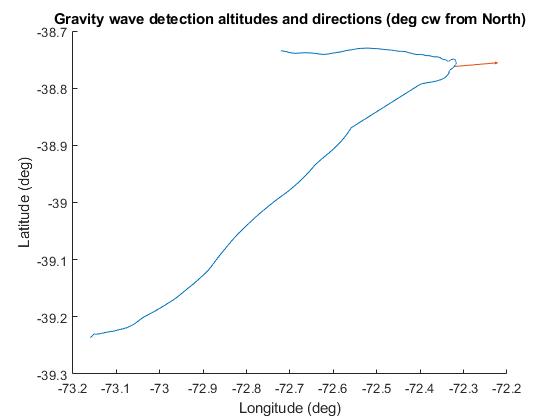 Gravity wave detection altitudes and directions (deg cw from North)
-38.7
-38.8
-38.9
-39
-39.1
-39.2
-39.3
Latitude (deg)
-73.2 -73.1 -73 -72.9 -72.8 -72.7 -72.6 -72.5 -72.4 -72.3 -72.2
Longitude (deg)